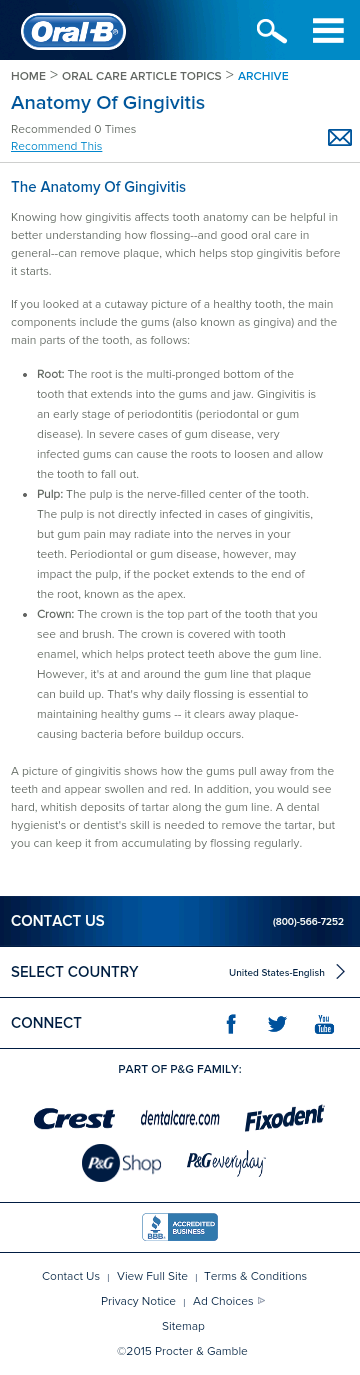 Oral-B®
HOME > ORAL CARE ARTICLE TOPICS > ARCHIVE
Anatomy Of Gingivitis
Recommended 0 Times
Recommend This
The Anatomy Of Gingivitis
Knowing how gingivitis affects tooth anatomy can be helpful in
better understanding how flossing--and good oral care in
general--can remove plaque, which helps stop gingivitis before
it starts.
If you looked at a cutaway picture of a healthy tooth, the main
components include the gums (also known as gingiva) and the
main parts of the tooth, as follows:
• Root: The root is the multi-pronged bottom of the
tooth that extends into the gums and jaw. Gingivitis is
an early stage of periodontitis (periodontal or gum
disease). In severe cases of gum disease, very
infected gums can cause the roots to loosen and allow
the tooth to fall out.
• Pulp: The pulp is the nerve-filled center of the tooth.
The pulp is not directly infected in cases of gingivitis,
but gum pain may radiate into the nerves in your
teeth. Periodiontal or gum disease, however, may
impact the pulp, if the pocket extends to the end of
the root, known as the apex.
• Crown: The crown is the top part of the tooth that you
see and brush. The crown is covered with tooth
enamel, which helps protect teeth above the gum line.
However, it's at and around the gum line that plaque
can build up. That's why daily flossing is essential to
maintaining healthy gums -- it clears away plaque-
causing bacteria before buildup occurs.
A picture of gingivitis shows how the gums pull away from the
teeth and appear swollen and red. In addition, you would see
hard, whitish deposits of tartar along the gum line. A dental
hygienist's or dentist's skill is needed to remove the tartar, but
you can keep it from accumulating by flossing regularly.
CONTACT US (800)-566-7252
SELECT COUNTRY United States-English
CONNECT f You Tube
PART OF P&G FAMILY:
Crest dentalcare.com Fixodent
P&G Shop P&G everyday
BBB ACCREDITED BUSINESS
Contact Us | View Full Site | Terms & Conditions
Privacy Notice | Ad Choices
Sitemap
©2015 Procter & Gamble